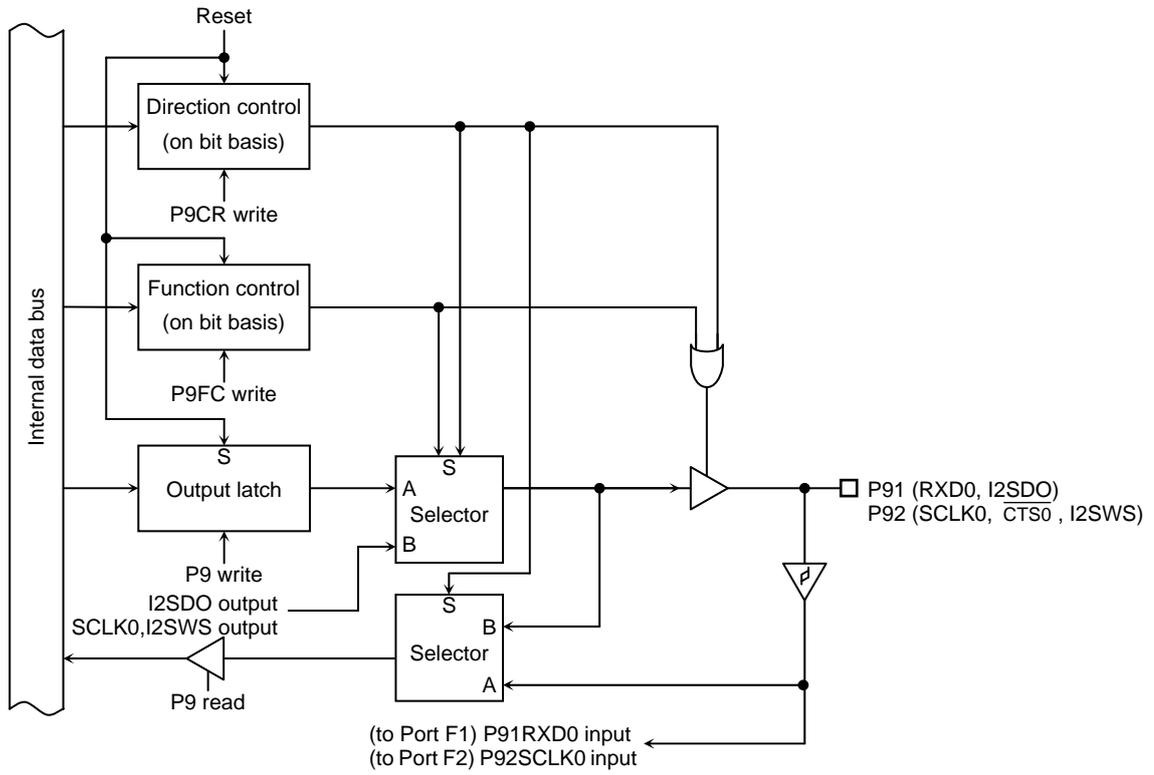 Reset
Direction control
(on bit basis)
P9CR write
Function control
(on bit basis)
P9FC write
Internal data bus
S
Output latch
P9 write
I2SDO output
SCLK0,I2SWS output
P9 read
S
A
Selector
B
S
B
Selector
A
P91 (RXD0, I2SDO)
P92 (SCLK0, CTS0 , I2SWS)
(to Port F1) P91RXD0 input
(to Port F2) P92SCLK0 input